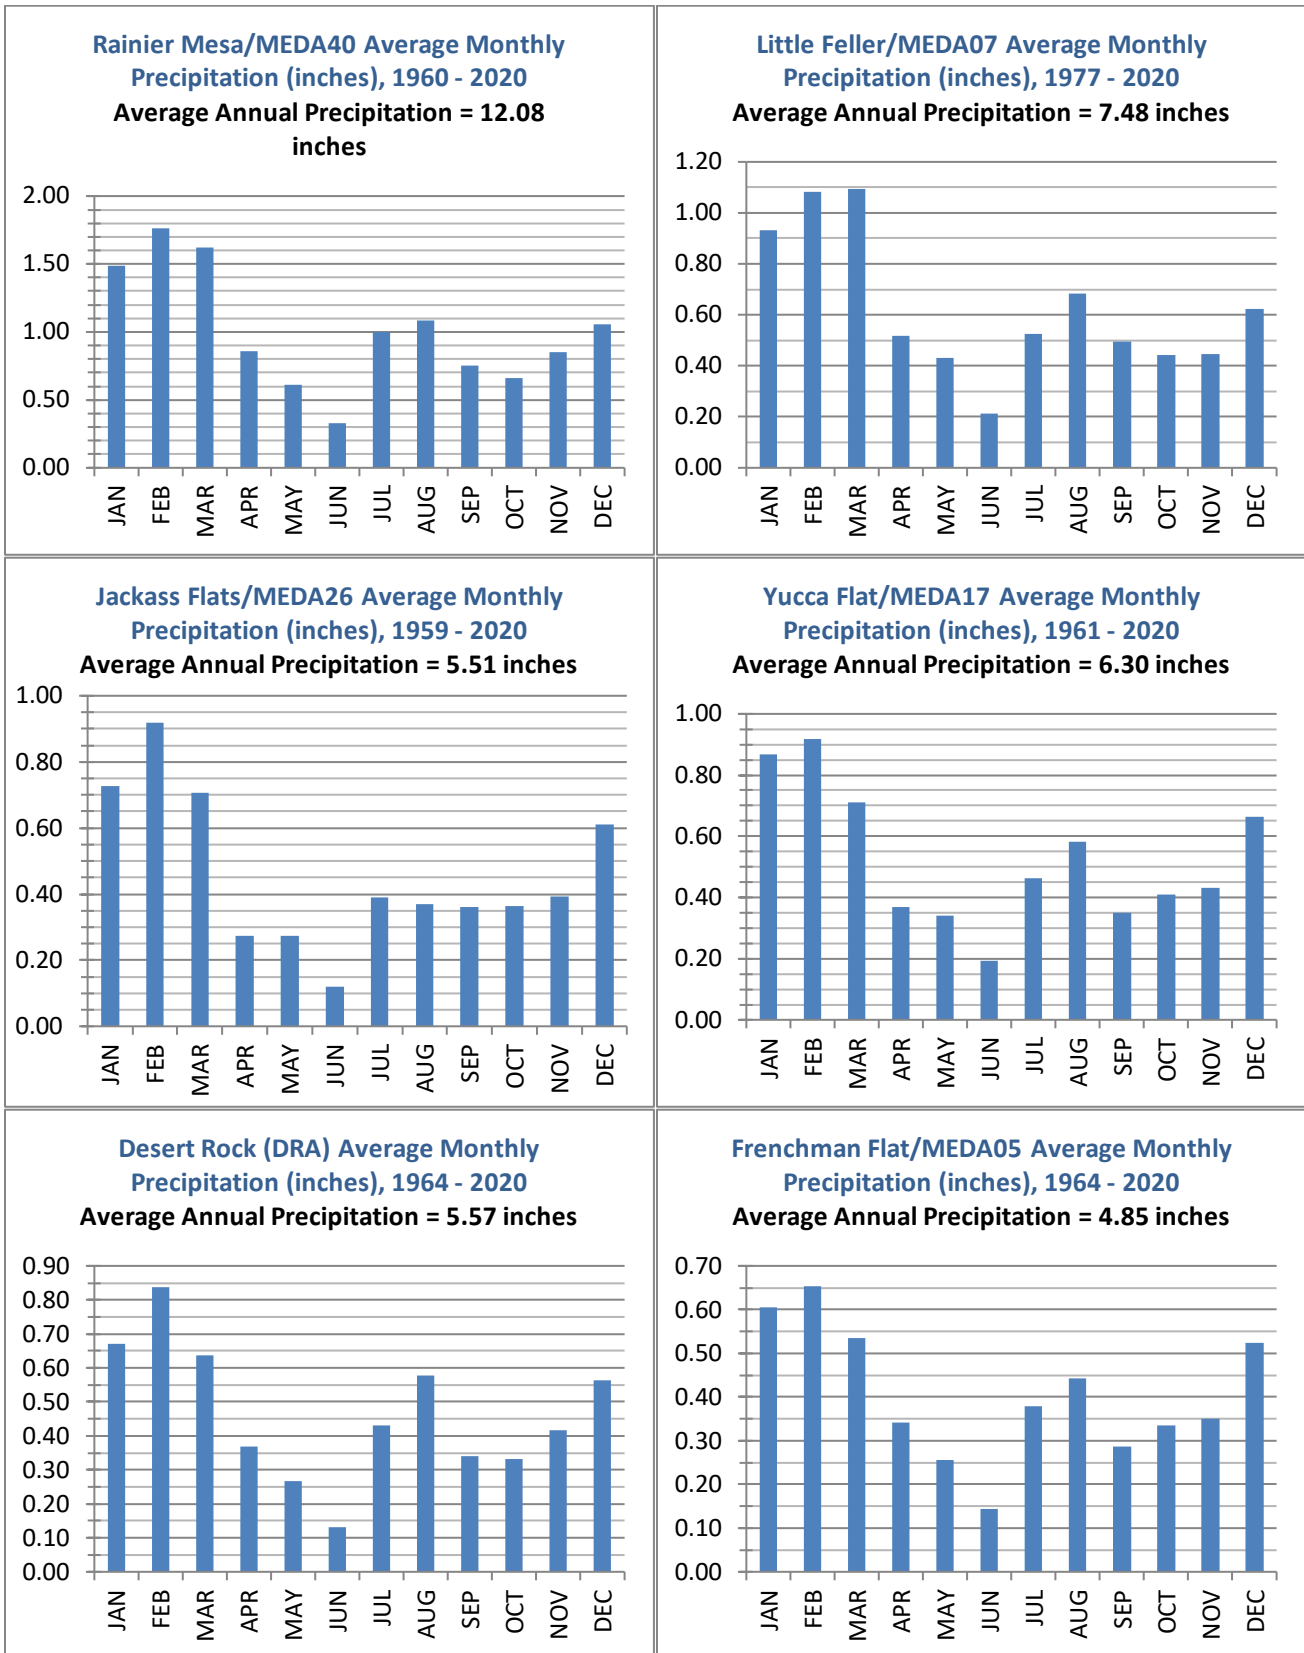 Rainier Mesa/MEDA40 Average Monthly
Precipitation (inches), 1960 - 2020
Average Annual Precipitation = 12.08
inches
2.00
1.50
1.00
0.50
0.00
JAN FEB MAR APR MAY JUN JUL AUG SEP OCT NOV DEC
Little Feller/MEDA07 Average Monthly
Precipitation (inches), 1977 - 2020
Average Annual Precipitation = 7.48 inches
1.20
1.00
0.80
0.60
0.40
0.20
0.00
JAN FEB MAR APR MAY JUN JUL AUG SEP OCT NOV DEC
Jackass Flats/MEDA26 Average Monthly
Precipitation (inches), 1959 - 2020
Average Annual Precipitation = 5.51 inches
1.00
0.80
0.60
0.40
0.20
0.00
JAN FEB MAR APR MAY JUN JUL AUG SEP OCT NOV DEC
Yucca Flat/MEDA17 Average Monthly
Precipitation (inches), 1961 - 2020
Average Annual Precipitation = 6.30 inches
1.00
0.80
0.60
0.40
0.20
0.00
JAN FEB MAR APR MAY JUN JUL AUG SEP OCT NOV DEC
Desert Rock (DRA) Average Monthly
Precipitation (inches), 1964 - 2020
Average Annual Precipitation = 5.57 inches
0.90
0.80
0.70
0.60
0.50
0.40
0.30
0.20
0.10
0.00
JAN FEB MAR APR MAY JUN JUL AUG SEP OCT NOV DEC
Frenchman Flat/MEDA05 Average Monthly
Precipitation (inches), 1964 - 2020
Average Annual Precipitation = 4.85 inches
0.70
0.60
0.50
0.40
0.30
0.20
0.10
0.00
JAN FEB MAR APR MAY JUN JUL AUG SEP OCT NOV DEC